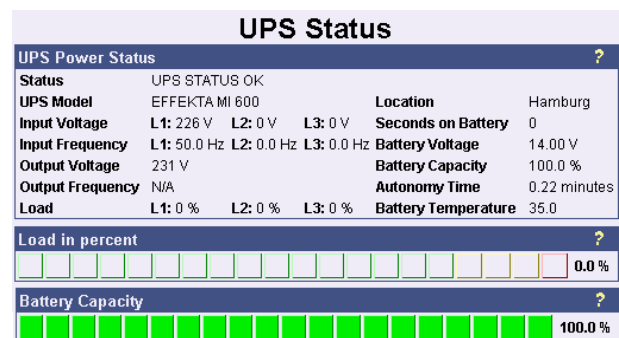 UPS Status
UPS Power Status ?
Status UPS STATUS OK
UPS Model EFFEKTA MI 600 Location Hamburg
Input Voltage L1: 226 V L2: 0 V L3: 0 V Seconds on Battery 0
Input Frequency L1: 50.0 Hz L2: 0.0 Hz L3: 0.0 Hz Battery Voltage 14.00 V
Output Voltage 231 V Battery Capacity 100.0 %
Output Frequency N/A Autonomy Time 0.22 minutes
Load L1: 0 % L2: 0 % L3: 0 % Battery Temperature 35.0
Load in percent ?
0.0 %
Battery Capacity ?
100.0 %